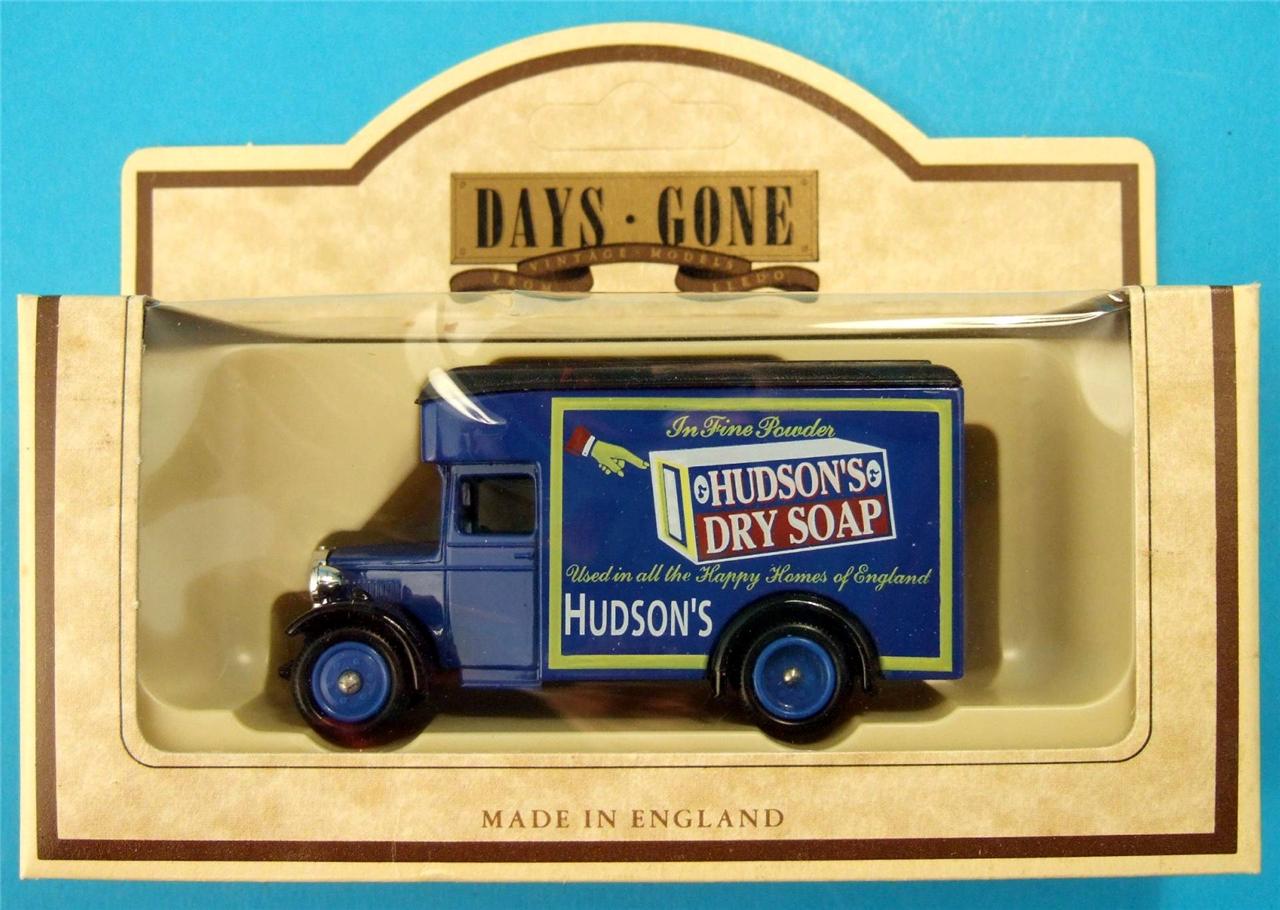 DAYS · GONE
VINTAGE · MODELS
FROM LLEDO
In Fine Powder
& HUDSON'S &
DRY SOAP
Used in all the Happy Homes of England
HUDSON'S
MADE IN ENGLAND